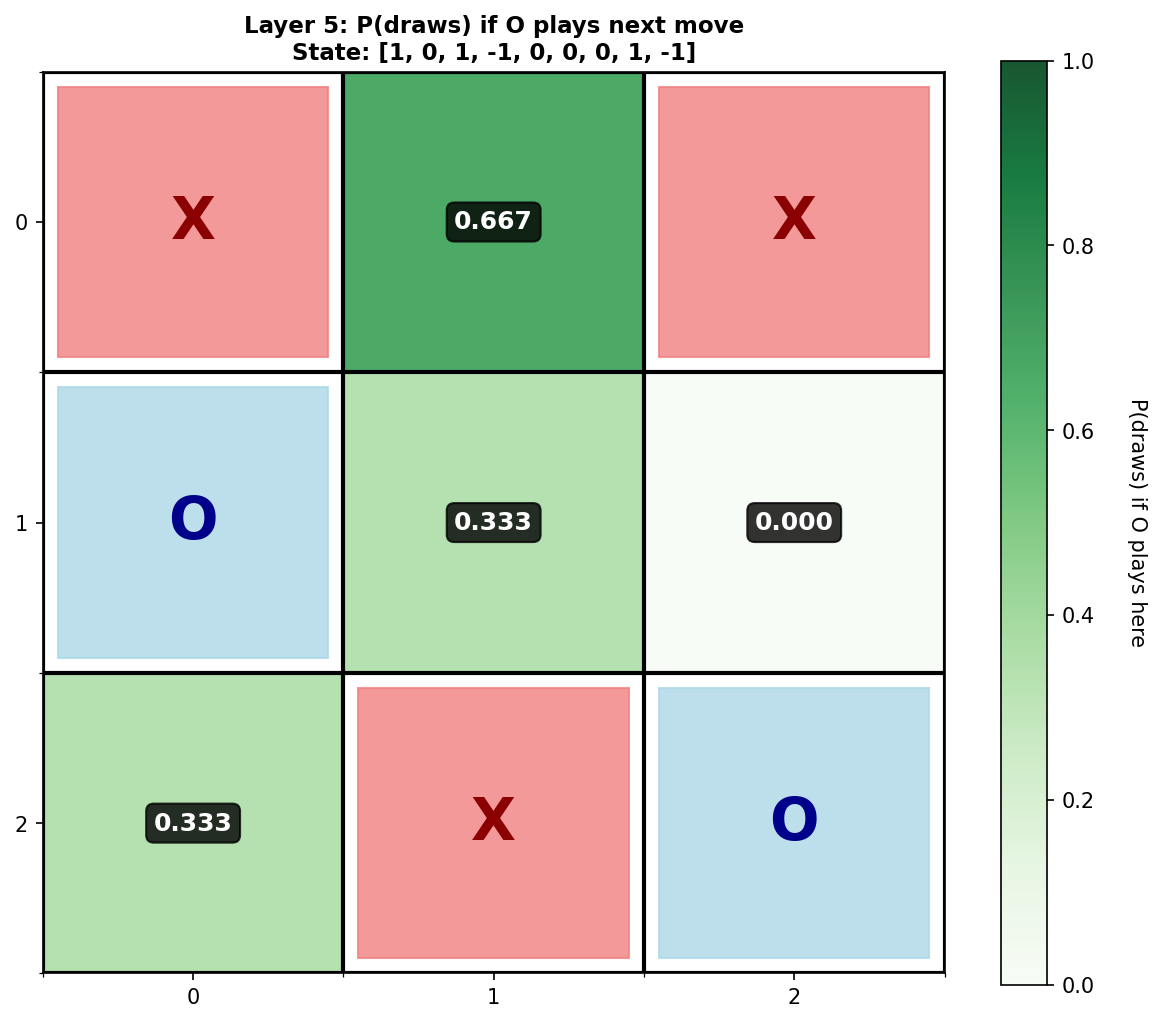 Layer 5: P(draws) if O plays next move
State: [1, 0, 1, -1, 0, 0, 0, 1, -1]
0
X
0.667
X
1
O
0.333
0.000
2
0.333
X
O
0
1
2
1.0
0.8
0.6
0.4
0.2
0.0
P(draws) if O plays here